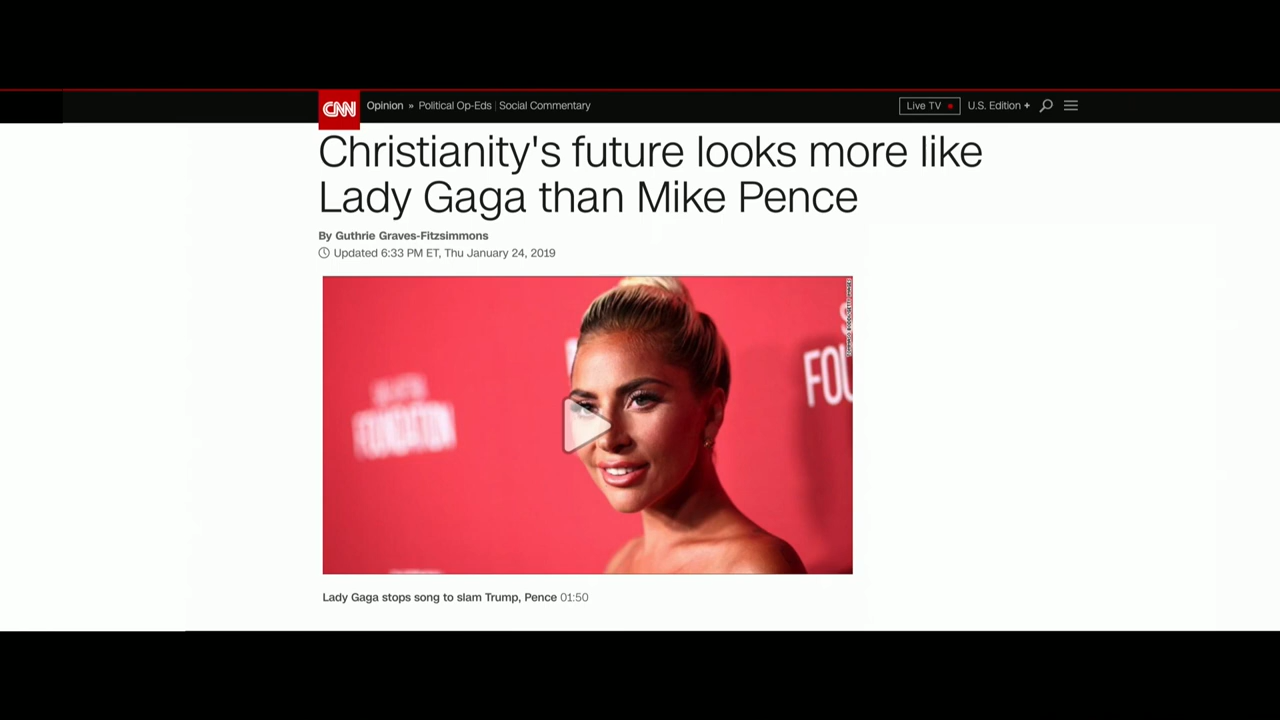 CNN
Opinion » Political Op-Eds | Social Commentary
Live TV
U.S. Edition +
Christianity's future looks more like
Lady Gaga than Mike Pence
By Guthrie Graves-Fitzsimmons
Updated 6:33 PM ET, Thu January 24, 2019
FOUNDATION
FOU
Lady Gaga stops song to slam Trump, Pence 01:50